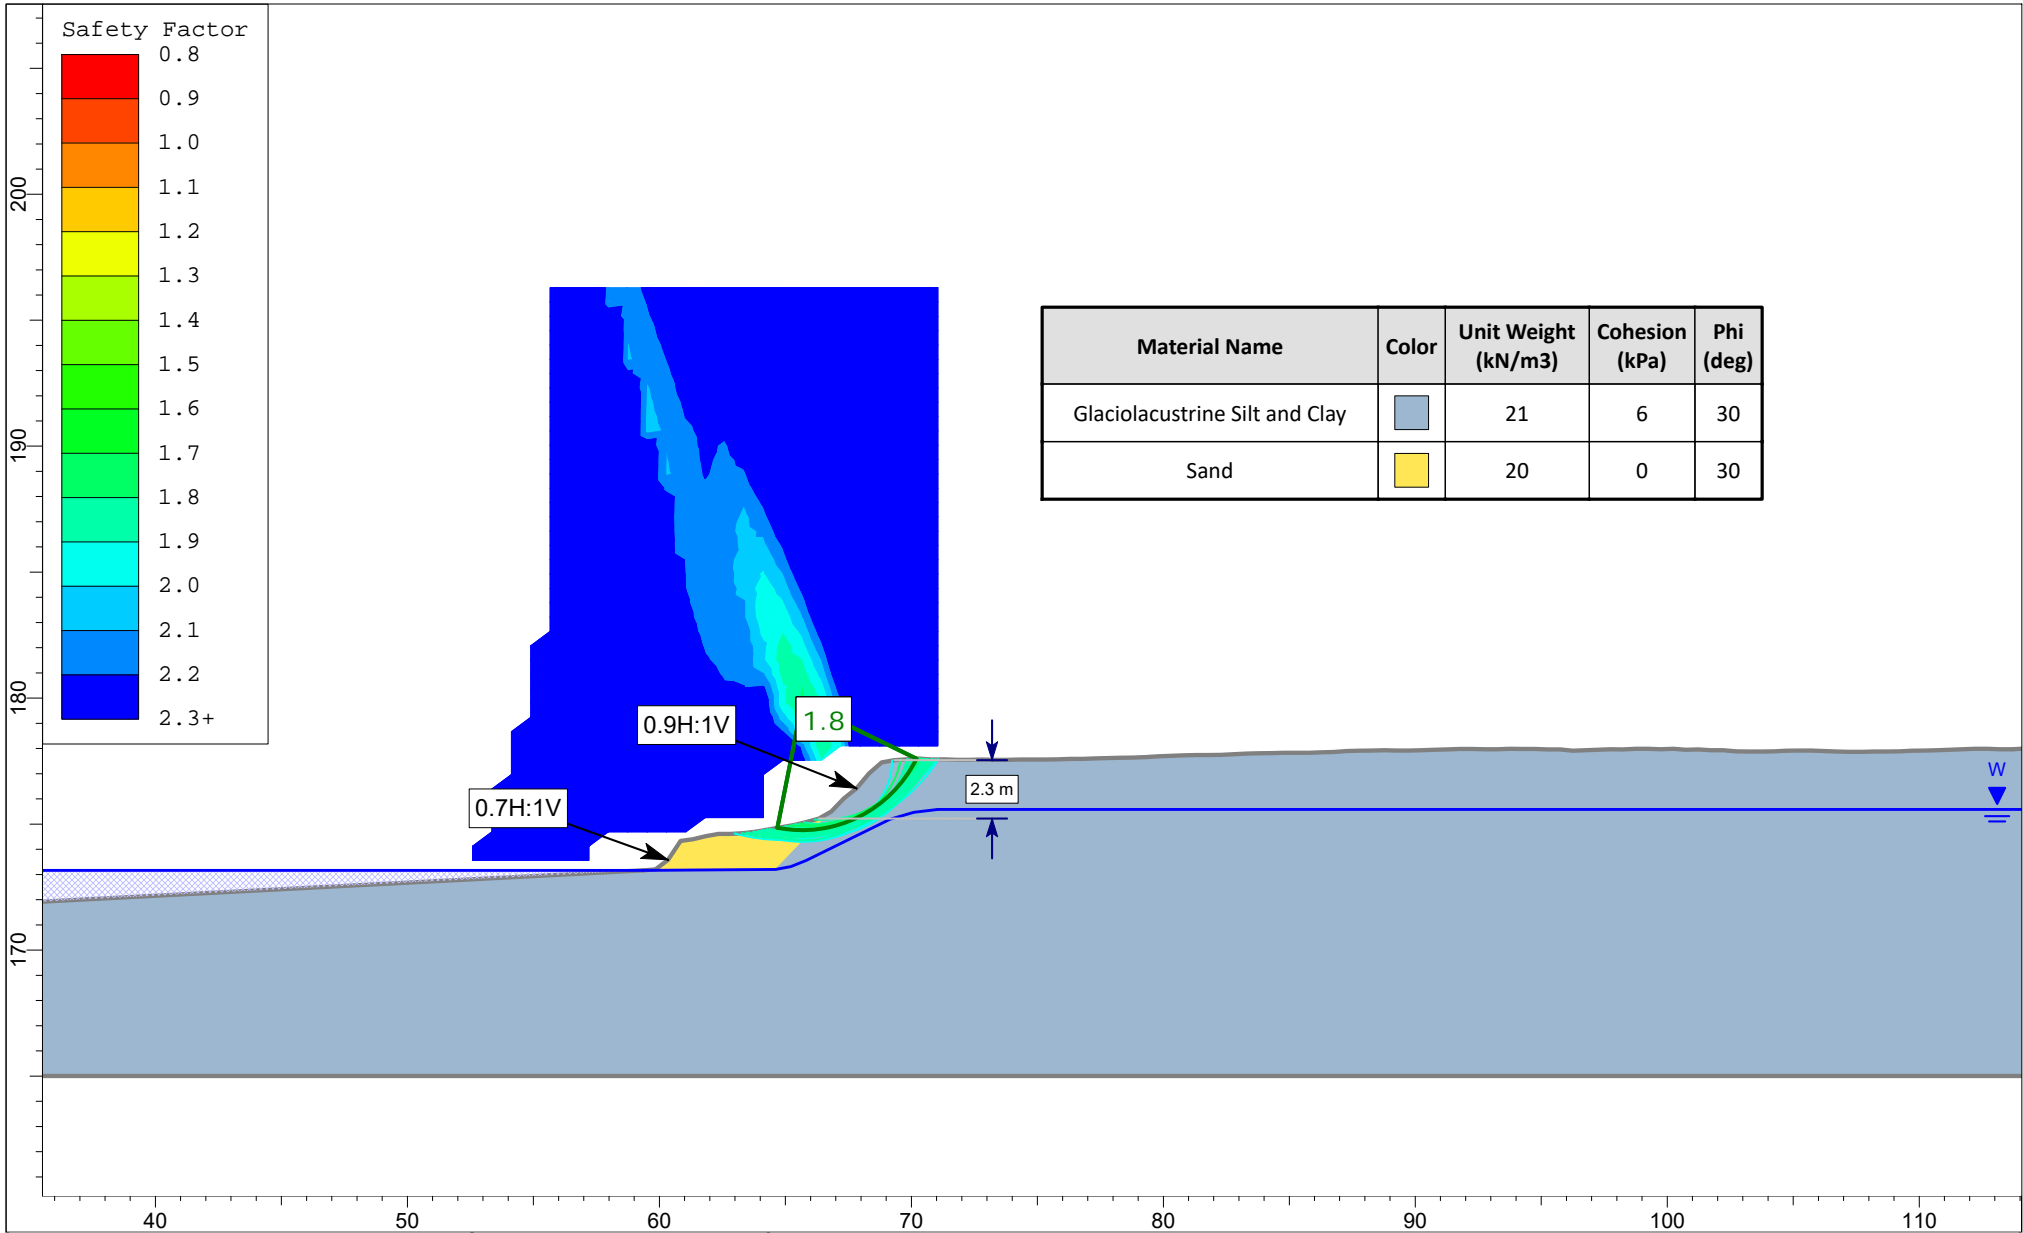 Safety Factor
0.8
0.9
1.0
1.1
1.2
1.3
1.4
1.5
1.6
1.7
1.8
1.9
2.0
2.1
2.2
2.3+
200
190
180
170
Material Name Color Unit Weight (kN/m3) Cohesion (kPa) Phi (deg)
Glaciolacustrine Silt and Clay 21 6 30
Sand 20 0 30
0.9H:1V
1.8
0.7H:1V
2.3 m
W
40 50 60 70 80 90 100 110